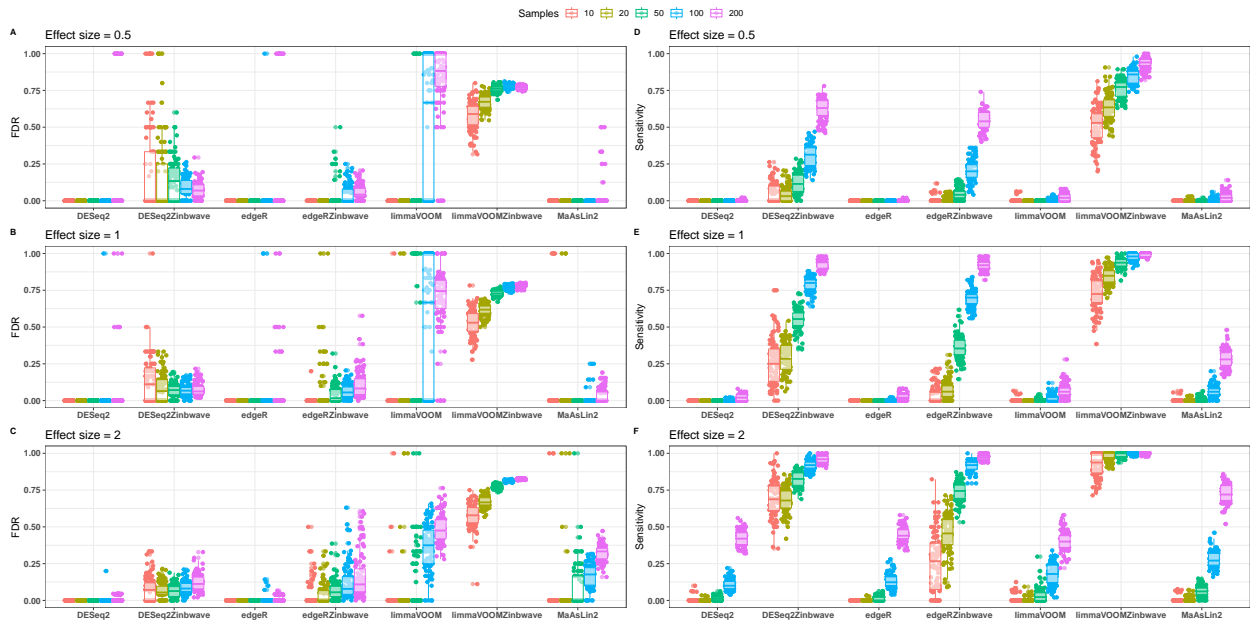 Samples 10 20 50 100 200
A Effect size = 0.5
1.00
0.75
0.50
0.25
0.00
FDR
DESeq2 DESeq2Zinbwave edgeR edgeRZinbwave limmaVOOM limmaVOOMZinbwave MaAsLin2
B Effect size = 1
1.00
0.75
0.50
0.25
0.00
FDR
DESeq2 DESeq2Zinbwave edgeR edgeRZinbwave limmaVOOM limmaVOOMZinbwave MaAsLin2
C Effect size = 2
1.00
0.75
0.50
0.25
0.00
FDR
DESeq2 DESeq2Zinbwave edgeR edgeRZinbwave limmaVOOM limmaVOOMZinbwave MaAsLin2
D Effect size = 0.5
1.00
0.75
0.50
0.25
0.00
Sensitivity
DESeq2 DESeq2Zinbwave edgeR edgeRZinbwave limmaVOOM limmaVOOMZinbwave MaAsLin2
E Effect size = 1
1.00
0.75
0.50
0.25
0.00
Sensitivity
DESeq2 DESeq2Zinbwave edgeR edgeRZinbwave limmaVOOM limmaVOOMZinbwave MaAsLin2
F Effect size = 2
1.00
0.75
0.50
0.25
0.00
Sensitivity
DESeq2 DESeq2Zinbwave edgeR edgeRZinbwave limmaVOOM limmaVOOMZinbwave MaAsLin2